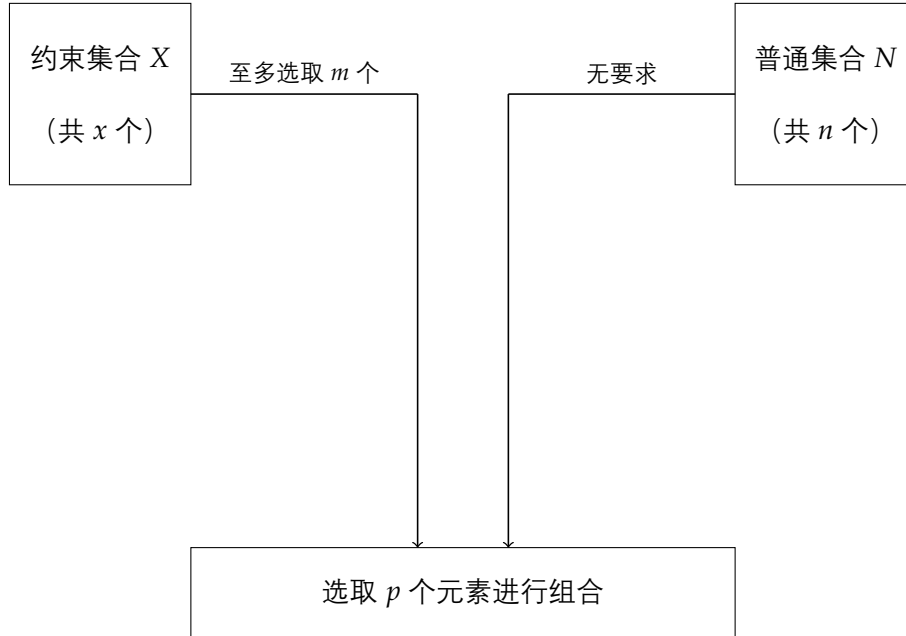 约束集合 X
（共 x 个）
至多选取 m 个
无要求
普通集合 N
（共 n 个）
选取 p 个元素进行组合